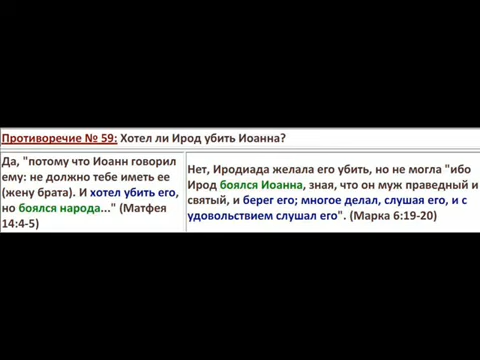 Противоречие № 59: Хотел ли Ирод убить Иоанна?
Да, "потому что Иоанн говорил
ему: не должно тебе иметь ее
(жену брата). И хотел убить его,
но боялся народа..." (Матфея
14:4-5)
Нет, Иродиада желала его убить, но не могла "ибо
Ирод боялся Иоанна, зная, что он муж праведный и
святый, и берег его; многое делал, слушая его, и с
удовольствием слушал его". (Марка 6:19-20)